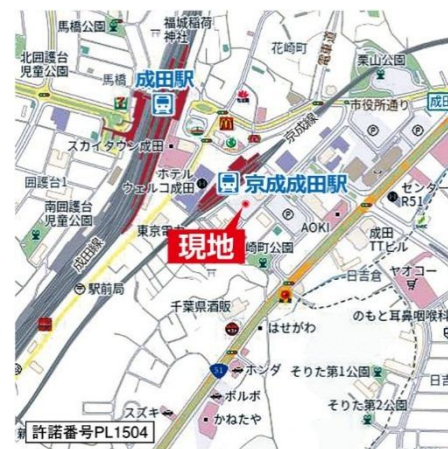 馬橋公園
福城稲荷
神社
花崎町
電車道
栗山公園
北囲護台
児童公園
馬橋
成田駅
市役所通り
スカイタウン成田
京成線
ホテル
ウェルコ成田
京成成田駅
囲護1
南囲護台
児童公園
センター
R51
AOKI
成田
TTビル
東京電力
現地
崎町公園
日吉倉
ヤオコー
成田線
駅前局
千葉県酒販
はせがわ
のもと耳鼻咽喉科
51
ホンダ
そりた第1公園
ボルボ
スズキ
かねたや
そりた第2公園
許諾番号PL1504